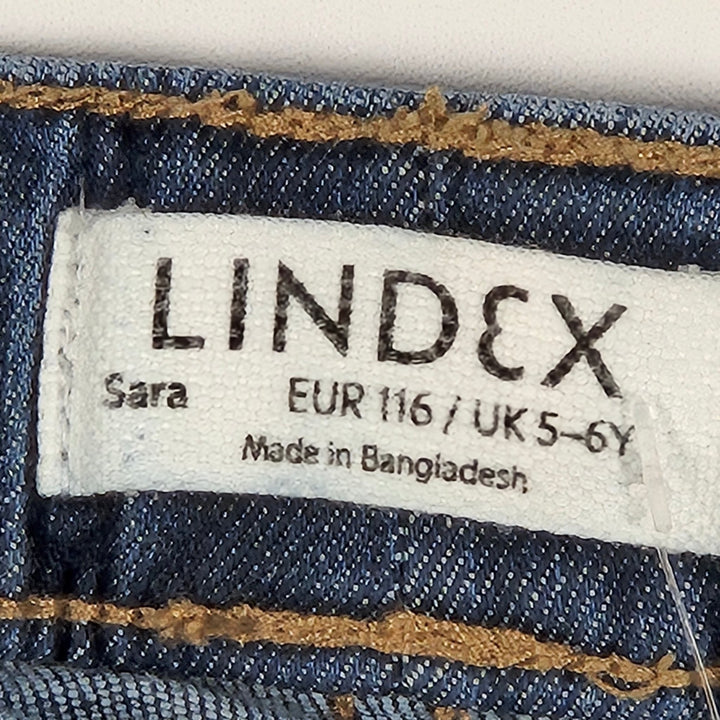 LINDEX
Sara EUR 116 / UK 5-6Y
Made in Bangladesh